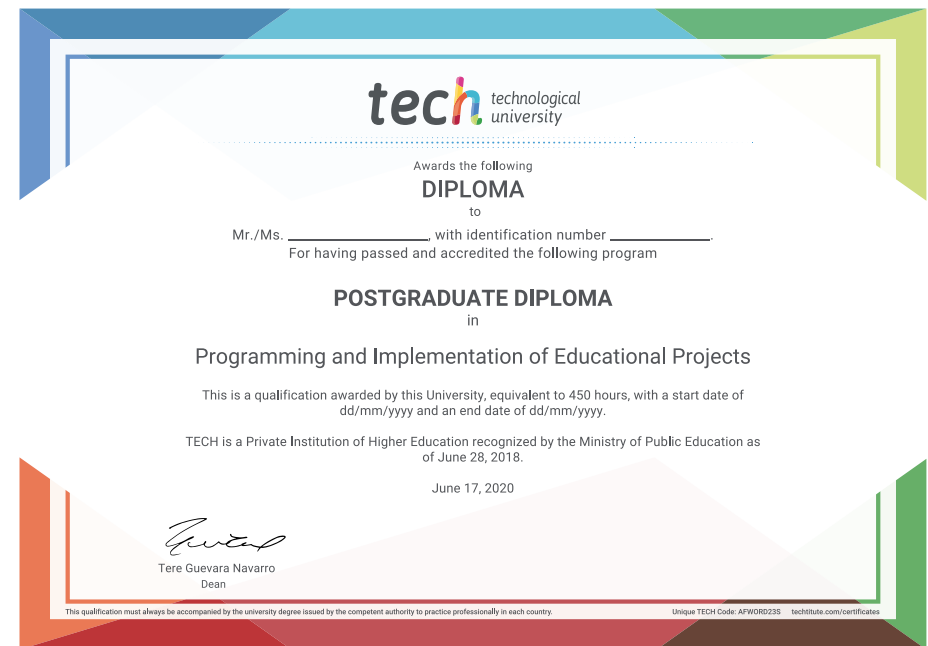 tech technological
university
Awards the following
DIPLOMA
to
Mr./Ms. ____________, with identification number ____________.
For having passed and accredited the following program
POSTGRADUATE DIPLOMA
in
Programming and Implementation of Educational Projects
This is a qualification awarded by this University, equivalent to 450 hours, with a start date of
dd/mm/yyyy and an end date of dd/mm/yyyy.
TECH is a Private Institution of Higher Education recognized by the Ministry of Public Education as
of June 28, 2018.
June 17, 2020
Tere Guevara Navarro
Dean
This qualification must always be accompanied by the university degree issued by the competent authority to practice professionally in each country. Unique TECH Code: AFWORD23S techtitute.com/certificates